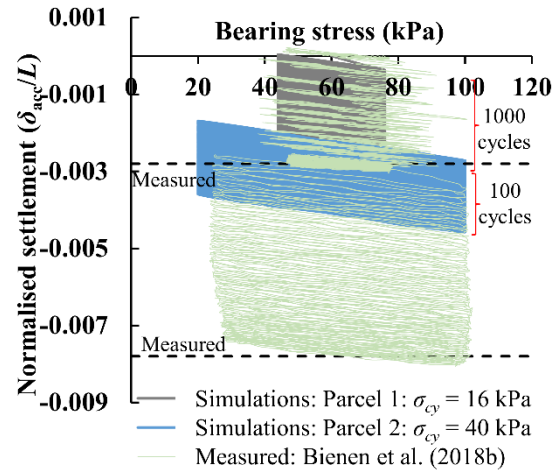 Bearing stress (kPa)
0.001
0 20 40 60 80 100 120
-0.001
-0.003
-0.005
-0.007
-0.009
Normalised settlement (δacc/L)
1000
cycles
100
cycles
Measured
Measured
Simulations: Parcel 1: σcy = 16 kPa
Simulations: Parcel 2: σcy = 40 kPa
Measured: Bienen et al. (2018b)